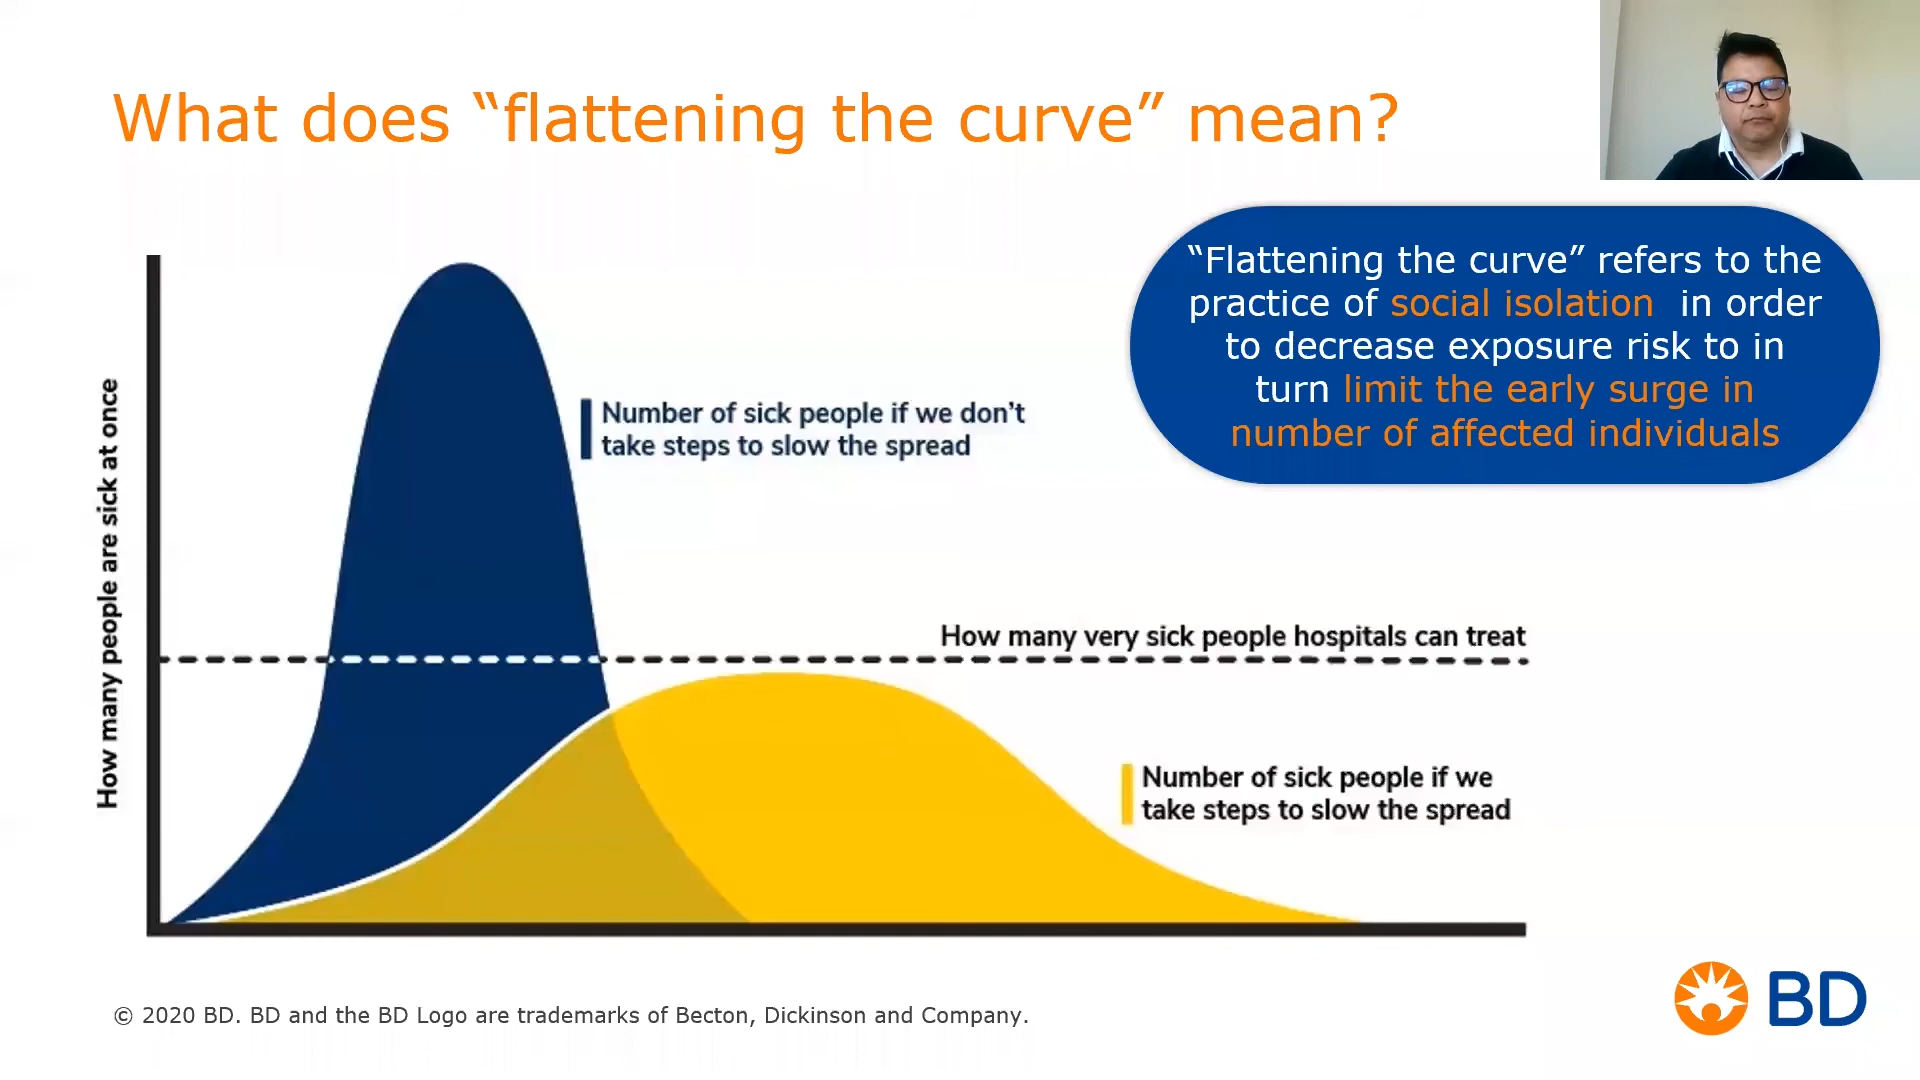 What does “flattening the curve” mean?
“Flattening the curve” refers to the
practice of social isolation in order
to decrease exposure risk to in
turn limit the early surge in
number of affected individuals
How many people are sick at once
Number of sick people if we don’t
take steps to slow the spread
How many very sick people hospitals can treat
Number of sick people if we
take steps to slow the spread
© 2020 BD. BD and the BD Logo are trademarks of Becton, Dickinson and Company.
BD